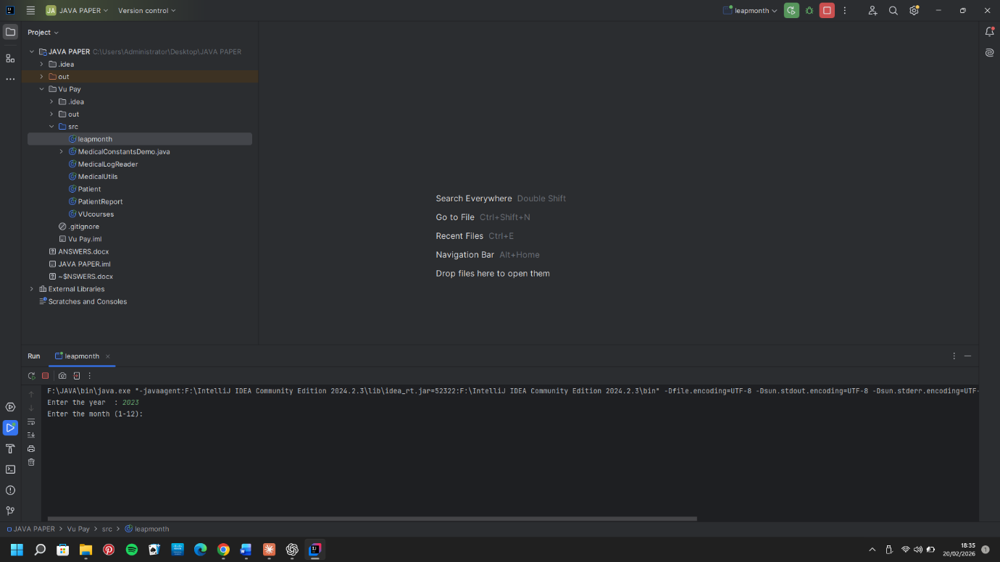 JA JAVA PAPER Version control leapmonth
Project
JAVA PAPER C:\Users\Administrator\Desktop\JAVA PAPER
.idea
out
Vu Pay
.idea
out
src
leapmonth
MedicalConstantsDemo.java
MedicalLogReader
MedicalUtils
Patient
PatientReport
VUcourses
.gitignore
Vu Pay.iml
ANSWERS.docx
JAVA PAPER.iml
~$NSWERS.docx
External Libraries
Scratches and Consoles
Search Everywhere Double Shift
Go to File Ctrl+Shift+N
Recent Files Ctrl+E
Navigation Bar Alt+Home
Drop files here to open them
Run leapmonth
F:\JAVA\bin\java.exe "-javaagent:F:\IntelliJ IDEA Community Edition 2024.2.3\lib\idea_rt.jar=52322:F:\IntelliJ IDEA Community Edition 2024.2.3\bin" -Dfile.encoding=UTF-8 -Dsun.stdout.encoding=UTF-8 -Dsun.stderr.encoding=UTF-
Enter the year  : 2023
Enter the month (1-12):
JAVA PAPER > Vu Pay > src > leapmonth
18:35
20/02/2026
1